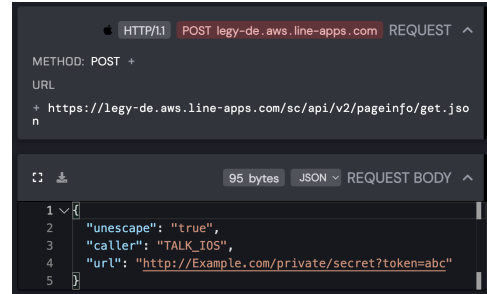 HTTP/1.1 POST legy-de.aws.line-apps.com REQUEST
METHOD: POST +
URL
+ https://legy-de.aws.line-apps.com/sc/api/v2/pageinfo/get.jso
n
95 bytes JSON REQUEST BODY
1 {
2 "unescape": "true",
3 "caller": "TALK_IOS",
4 "url": "http://Example.com/private/secret?token=abc"
5 }